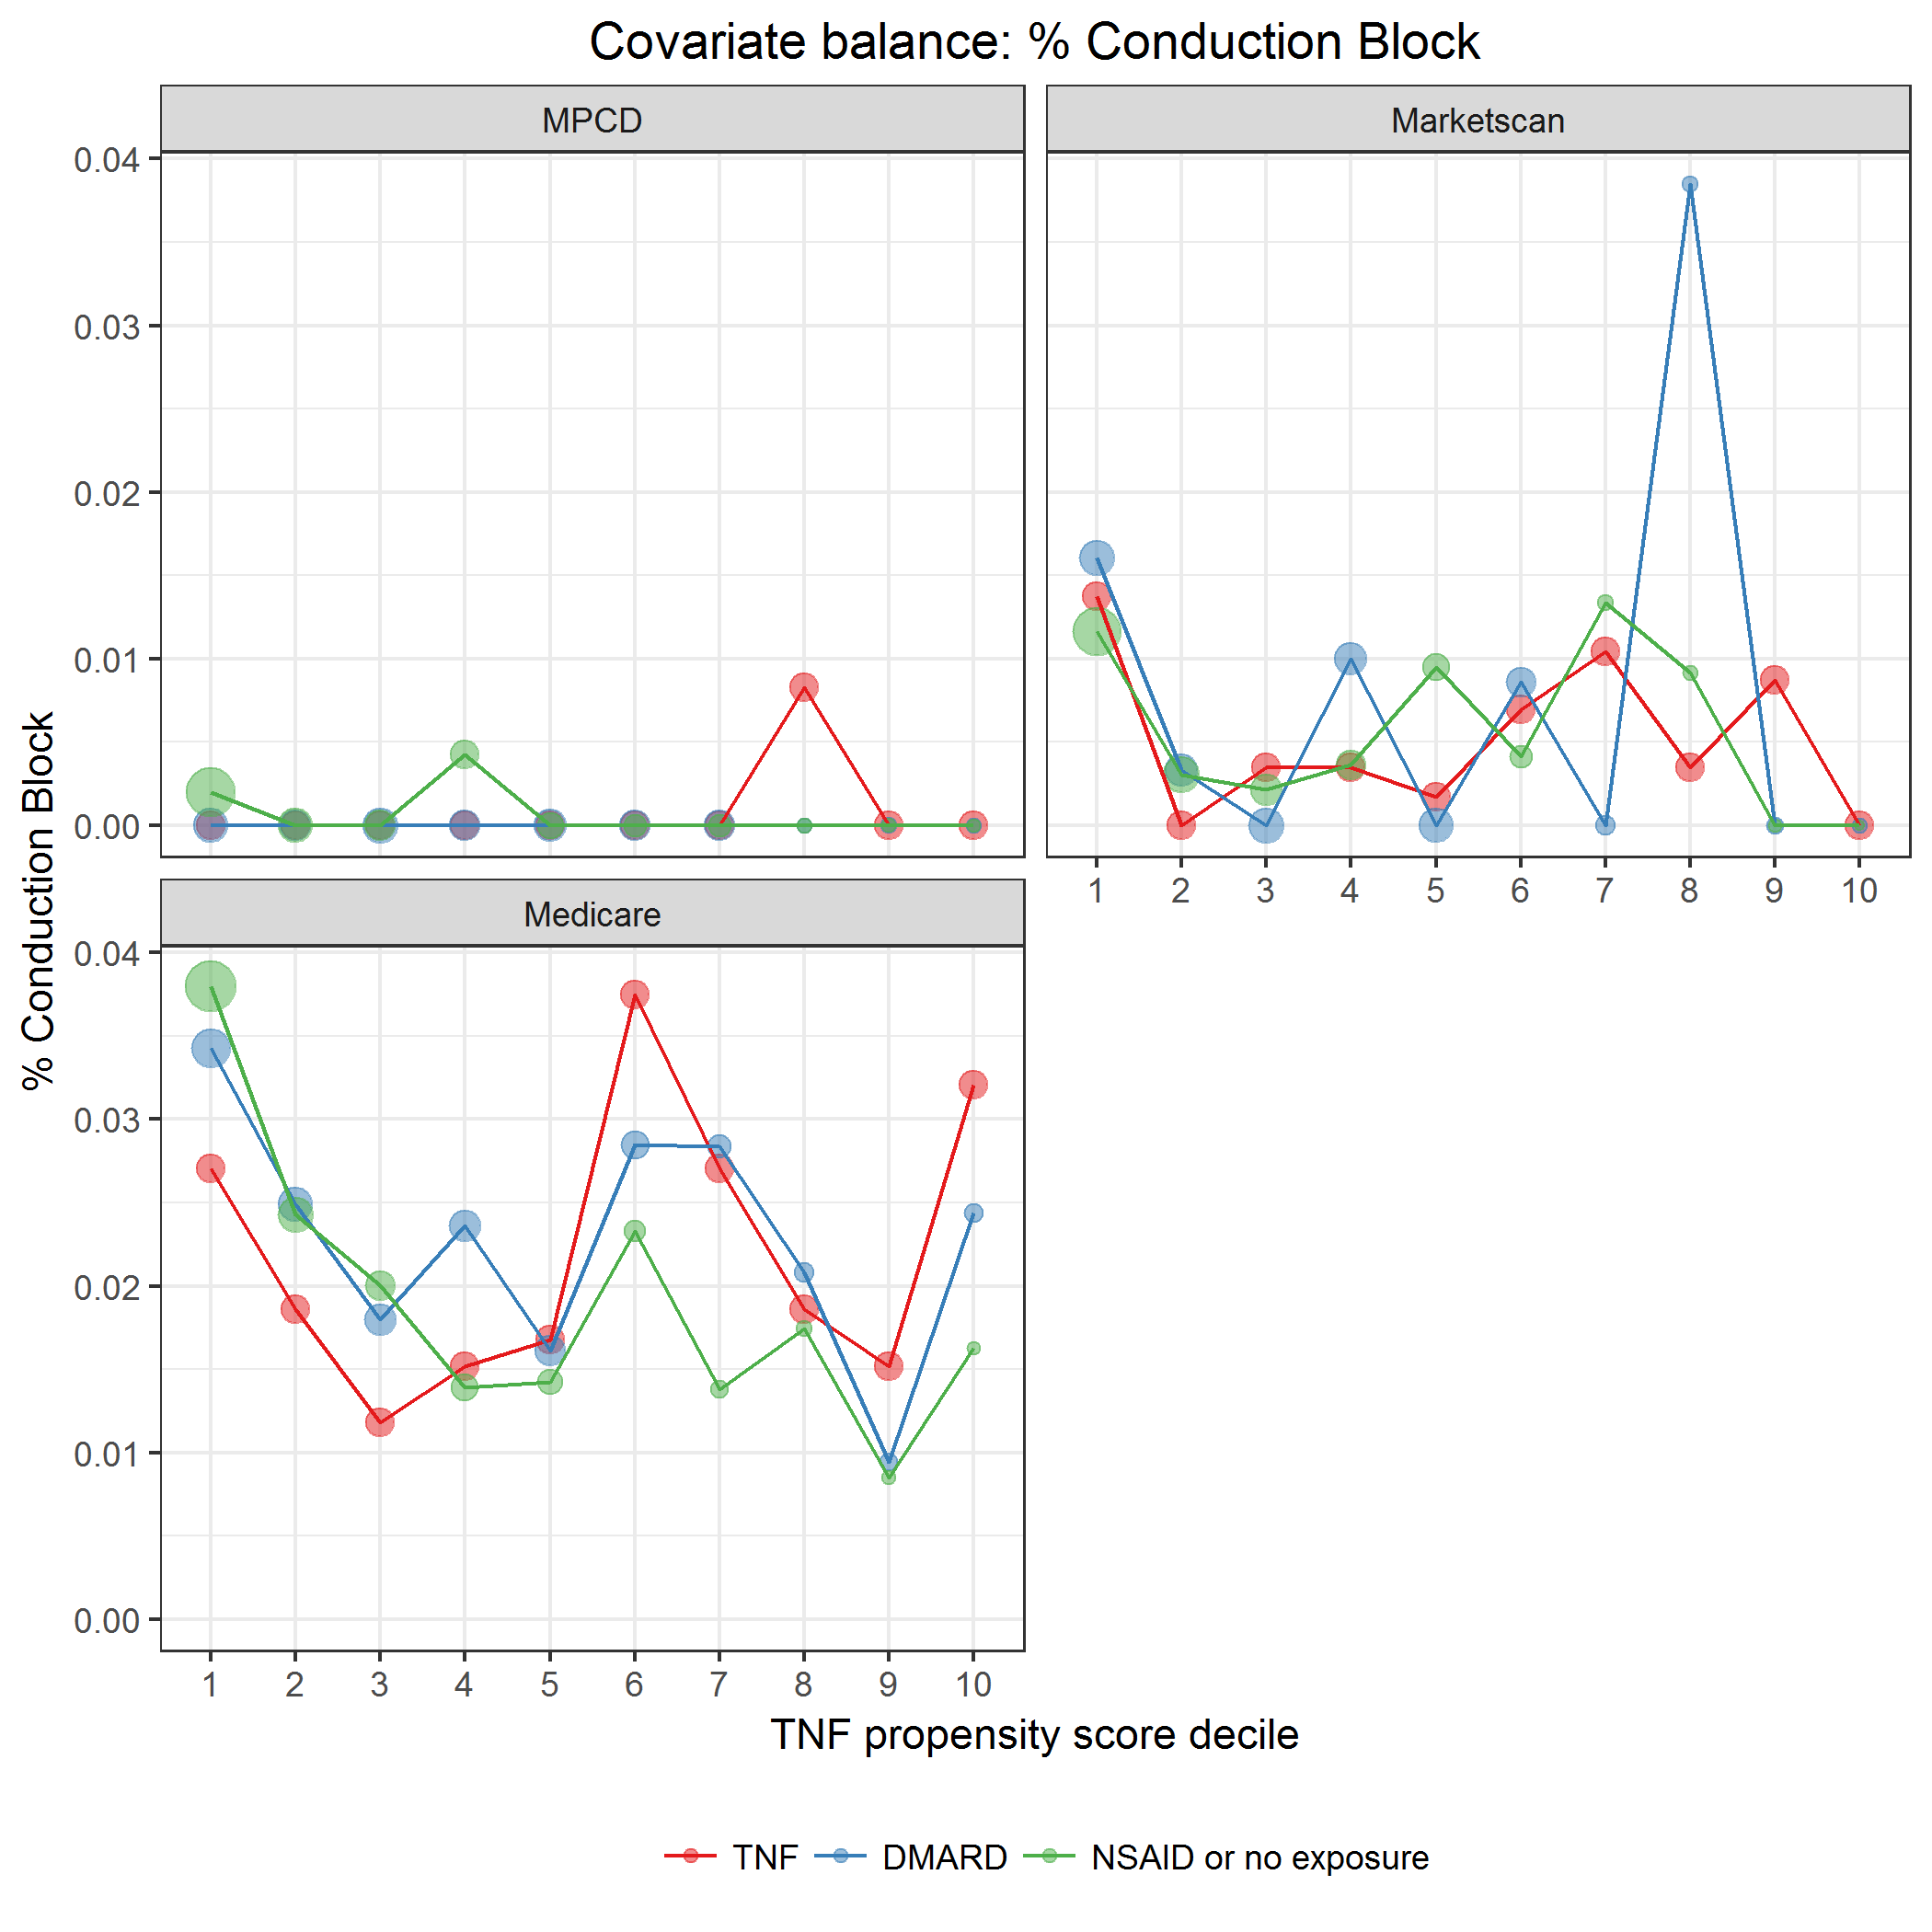 Covariate balance: % Conduction Block
MPCD
Marketscan
0.04
0.03
0.02
0.01
0.00
1 2 3 4 5 6 7 8 9 10
Medicare
0.04
0.03
0.02
0.01
0.00
1 2 3 4 5 6 7 8 9 10
% Conduction Block
TNF propensity score decile
TNF DMARD NSAID or no exposure